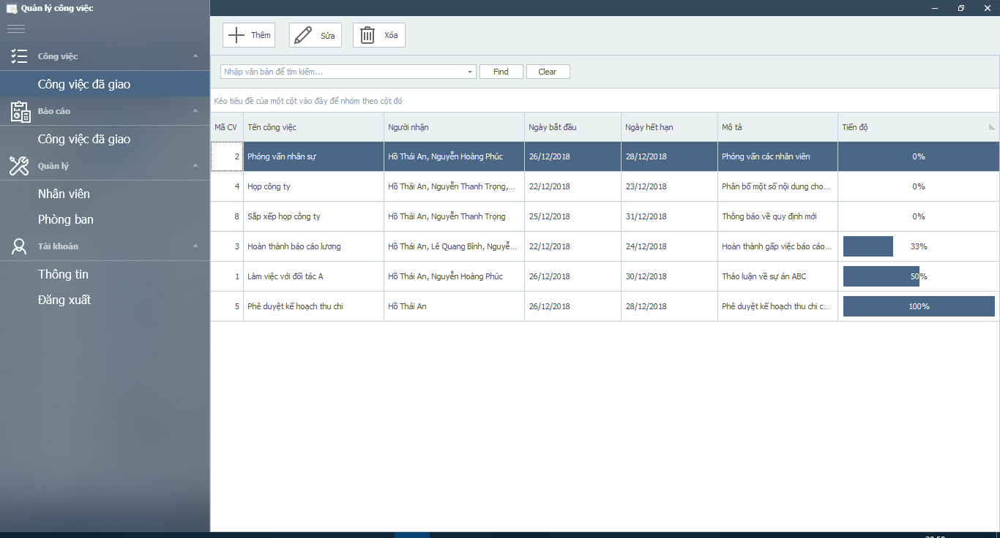 Quản lý công việc
Công việc
Công việc đã giao
Báo cáo
Công việc đã giao
Quản lý
Nhân viên
Phòng ban
Tài khoản
Thông tin
Đăng xuất
Thêm Sửa Xóa
Nhập văn bản để tìm kiếm... Find Clear
Kéo tiêu đề của một cột vào đây để nhóm theo cột đó
Mã CV Tên công việc Người nhận Ngày bắt đầu Ngày hết hạn Mô tả Tiến độ
2 Phỏng vấn nhân sự Hồ Thái An, Nguyễn Hoàng Phúc 26/12/2018 28/12/2018 Phỏng vấn các nhân viên 0%
4 Họp công ty Hồ Thái An, Nguyễn Thanh Trọng,... 22/12/2018 23/12/2018 Phân bổ một số nội dung cho... 0%
8 Sắp xếp họp công ty Hồ Thái An, Nguyễn Thanh Trọng 25/12/2018 31/12/2018 Thông báo về quy định mới 0%
3 Hoàn thành báo cáo lương Hồ Thái An, Lê Quang Bình, Nguyễ... 22/12/2018 24/12/2018 Hoàn thành gấp việc báo cáo... 33%
1 Làm việc với đối tác A Hồ Thái An, Nguyễn Hoàng Phúc 26/12/2018 30/12/2018 Thảo luận về sự án ABC 50%
5 Phê duyệt kế hoạch thu chi Hồ Thái An 26/12/2018 28/12/2018 Phê duyệt kế hoạch thu chi c... 100%